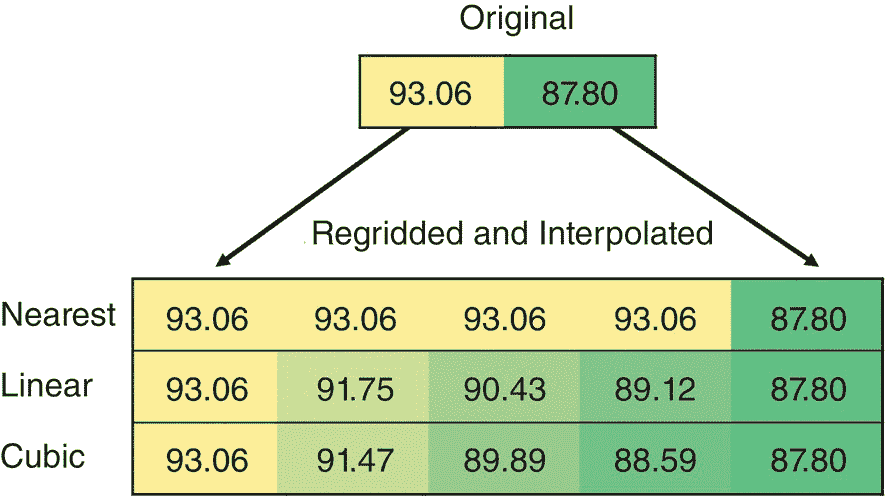 Original
93.06 87.80
Regridded and Interpolated
Nearest 93.06 93.06 93.06 93.06 87.80
Linear 93.06 91.75 90.43 89.12 87.80
Cubic 93.06 91.47 89.89 88.59 87.80